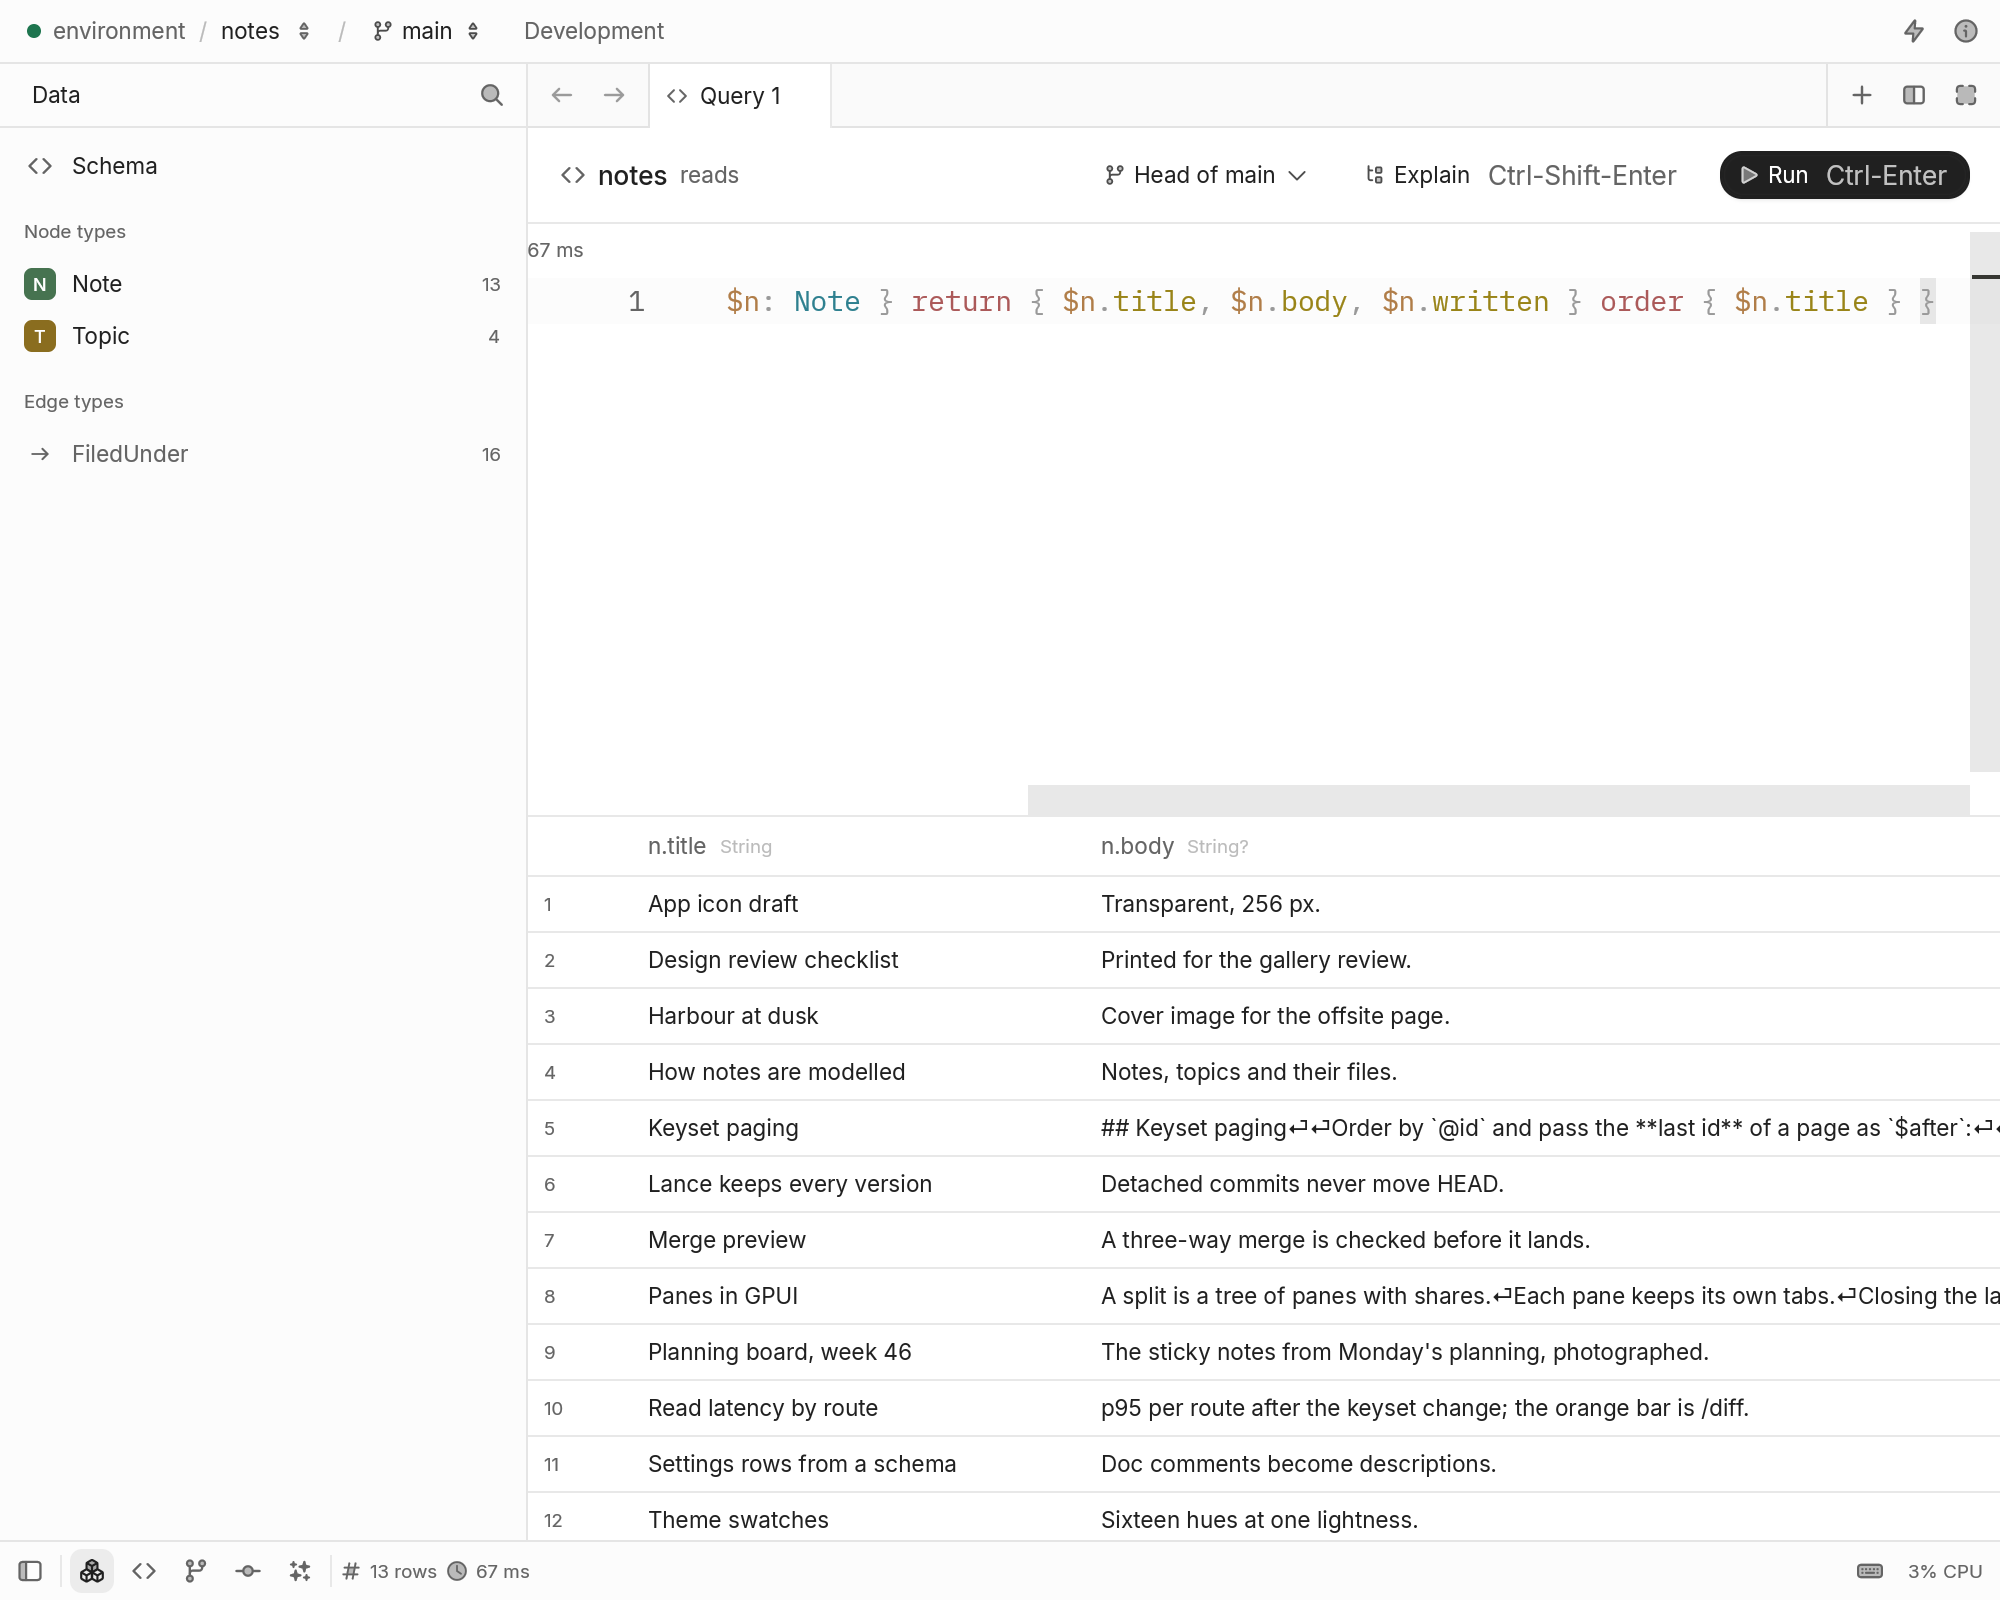 environment / notes / main Development
Data
Query 1
Schema
notes reads Head of main Explain Ctrl-Shift-Enter Run Ctrl-Enter
Node types
67 ms
N Note 13
1 $n: Note } return { $n.title, $n.body, $n.written } order { $n.title } }
T Topic 4
Edge types
FiledUnder 16
n.title String n.body String?
1 App icon draft Transparent, 256 px.
2 Design review checklist Printed for the gallery review.
3 Harbour at dusk Cover image for the offsite page.
4 How notes are modelled Notes, topics and their files.
5 Keyset paging ## Keyset paging⏎⏎Order by `@id` and pass the **last id** of a page as `$after`:⏎
6 Lance keeps every version Detached commits never move HEAD.
7 Merge preview A three-way merge is checked before it lands.
8 Panes in GPUI A split is a tree of panes with shares.⏎Each pane keeps its own tabs.⏎Closing the la
9 Planning board, week 46 The sticky notes from Monday's planning, photographed.
10 Read latency by route p95 per route after the keyset change; the orange bar is /diff.
11 Settings rows from a schema Doc comments become descriptions.
12 Theme swatches Sixteen hues at one lightness.
13 rows 67 ms 3% CPU